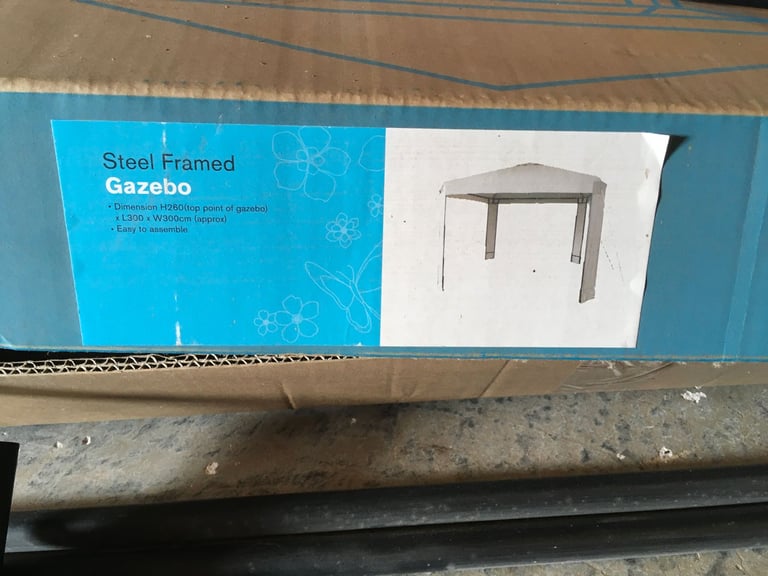 Steel Framed
Gazebo
• Dimension H260(top point of gazebo)
x L300 x W300cm (approx)
• Easy to assemble